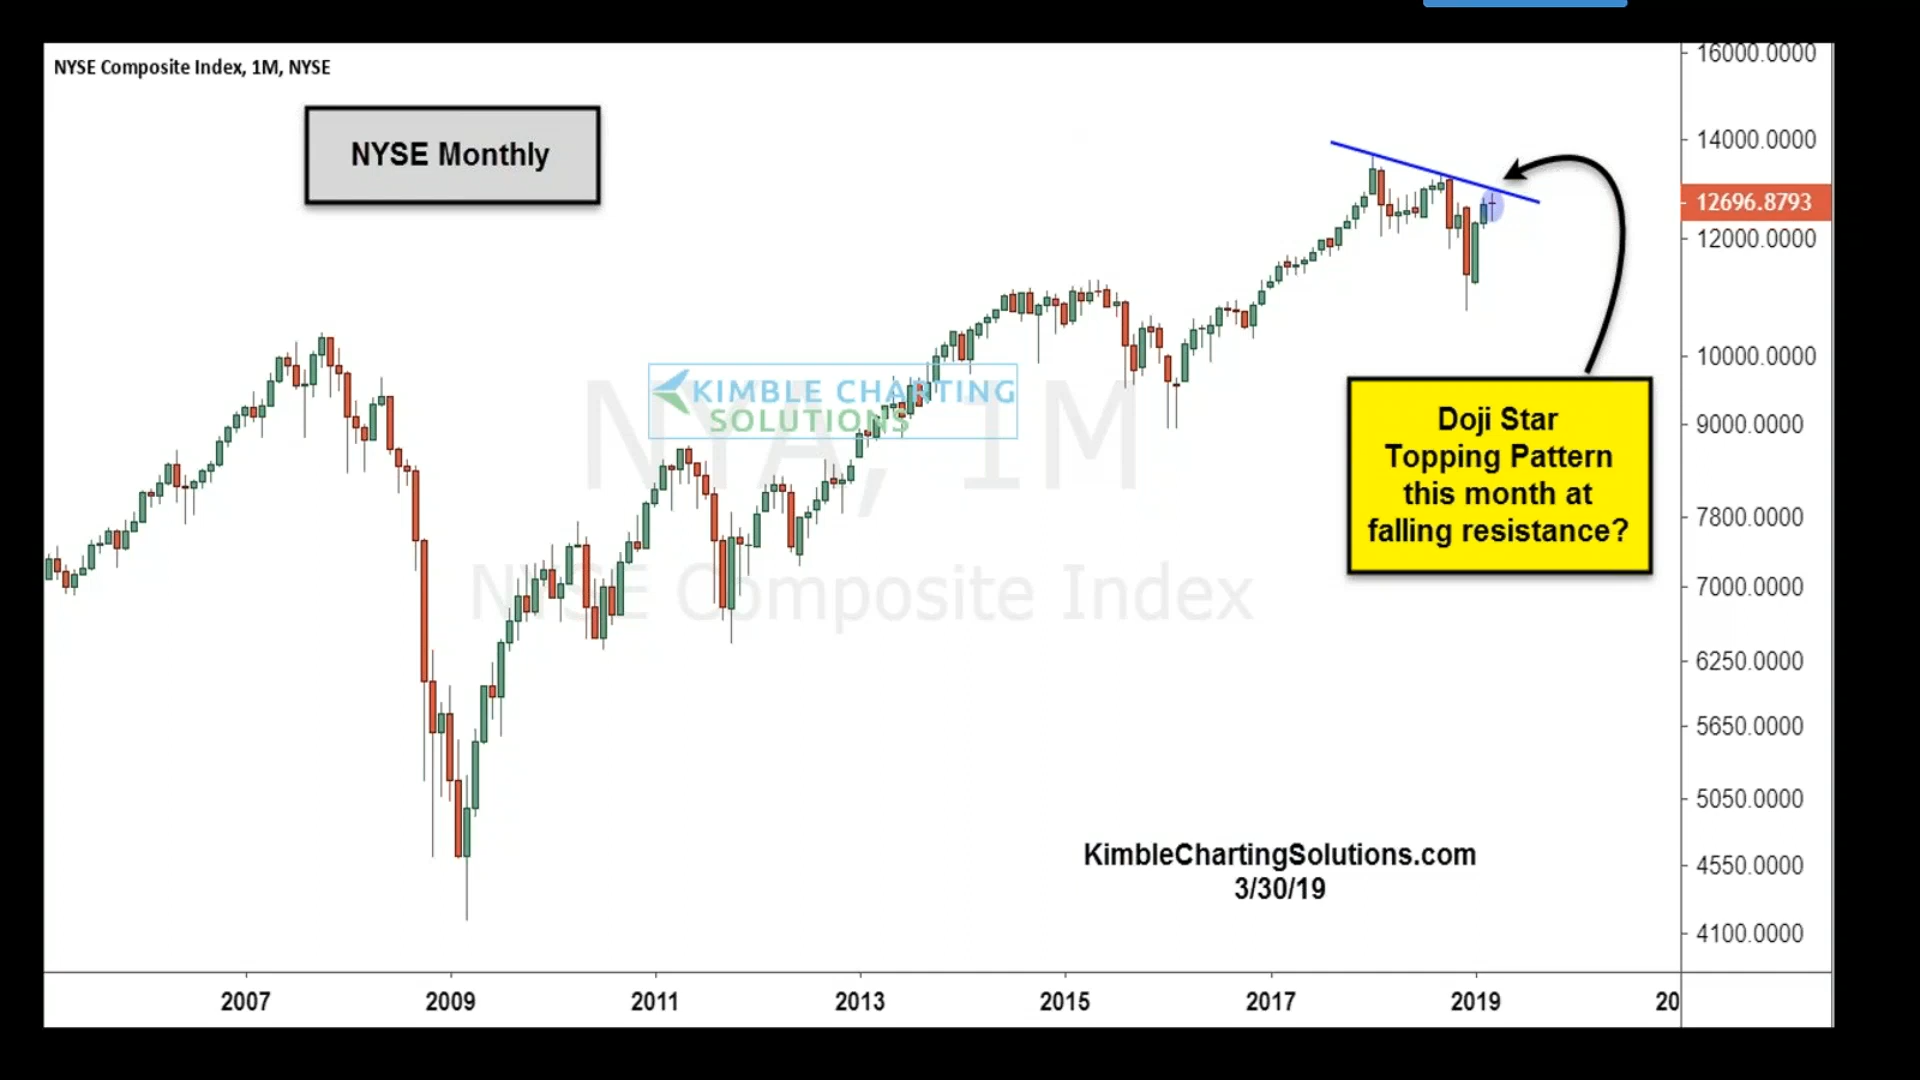 NYSE Composite Index, 1M, NYSE
NYSE Monthly
16000.0000
14000.0000
12696.8793
12000.0000
10000.0000
9000.0000
7800.0000
7000.0000
6250.0000
5650.0000
5050.0000
4550.0000
4100.0000
KIMBLE CHARTING
SOLUTIONS
NYA, 1M
NYSE Composite Index
Doji Star
Topping Pattern
this month at
falling resistance?
KimbleChartingSolutions.com
3/30/19
2007 2009 2011 2013 2015 2017 2019 20